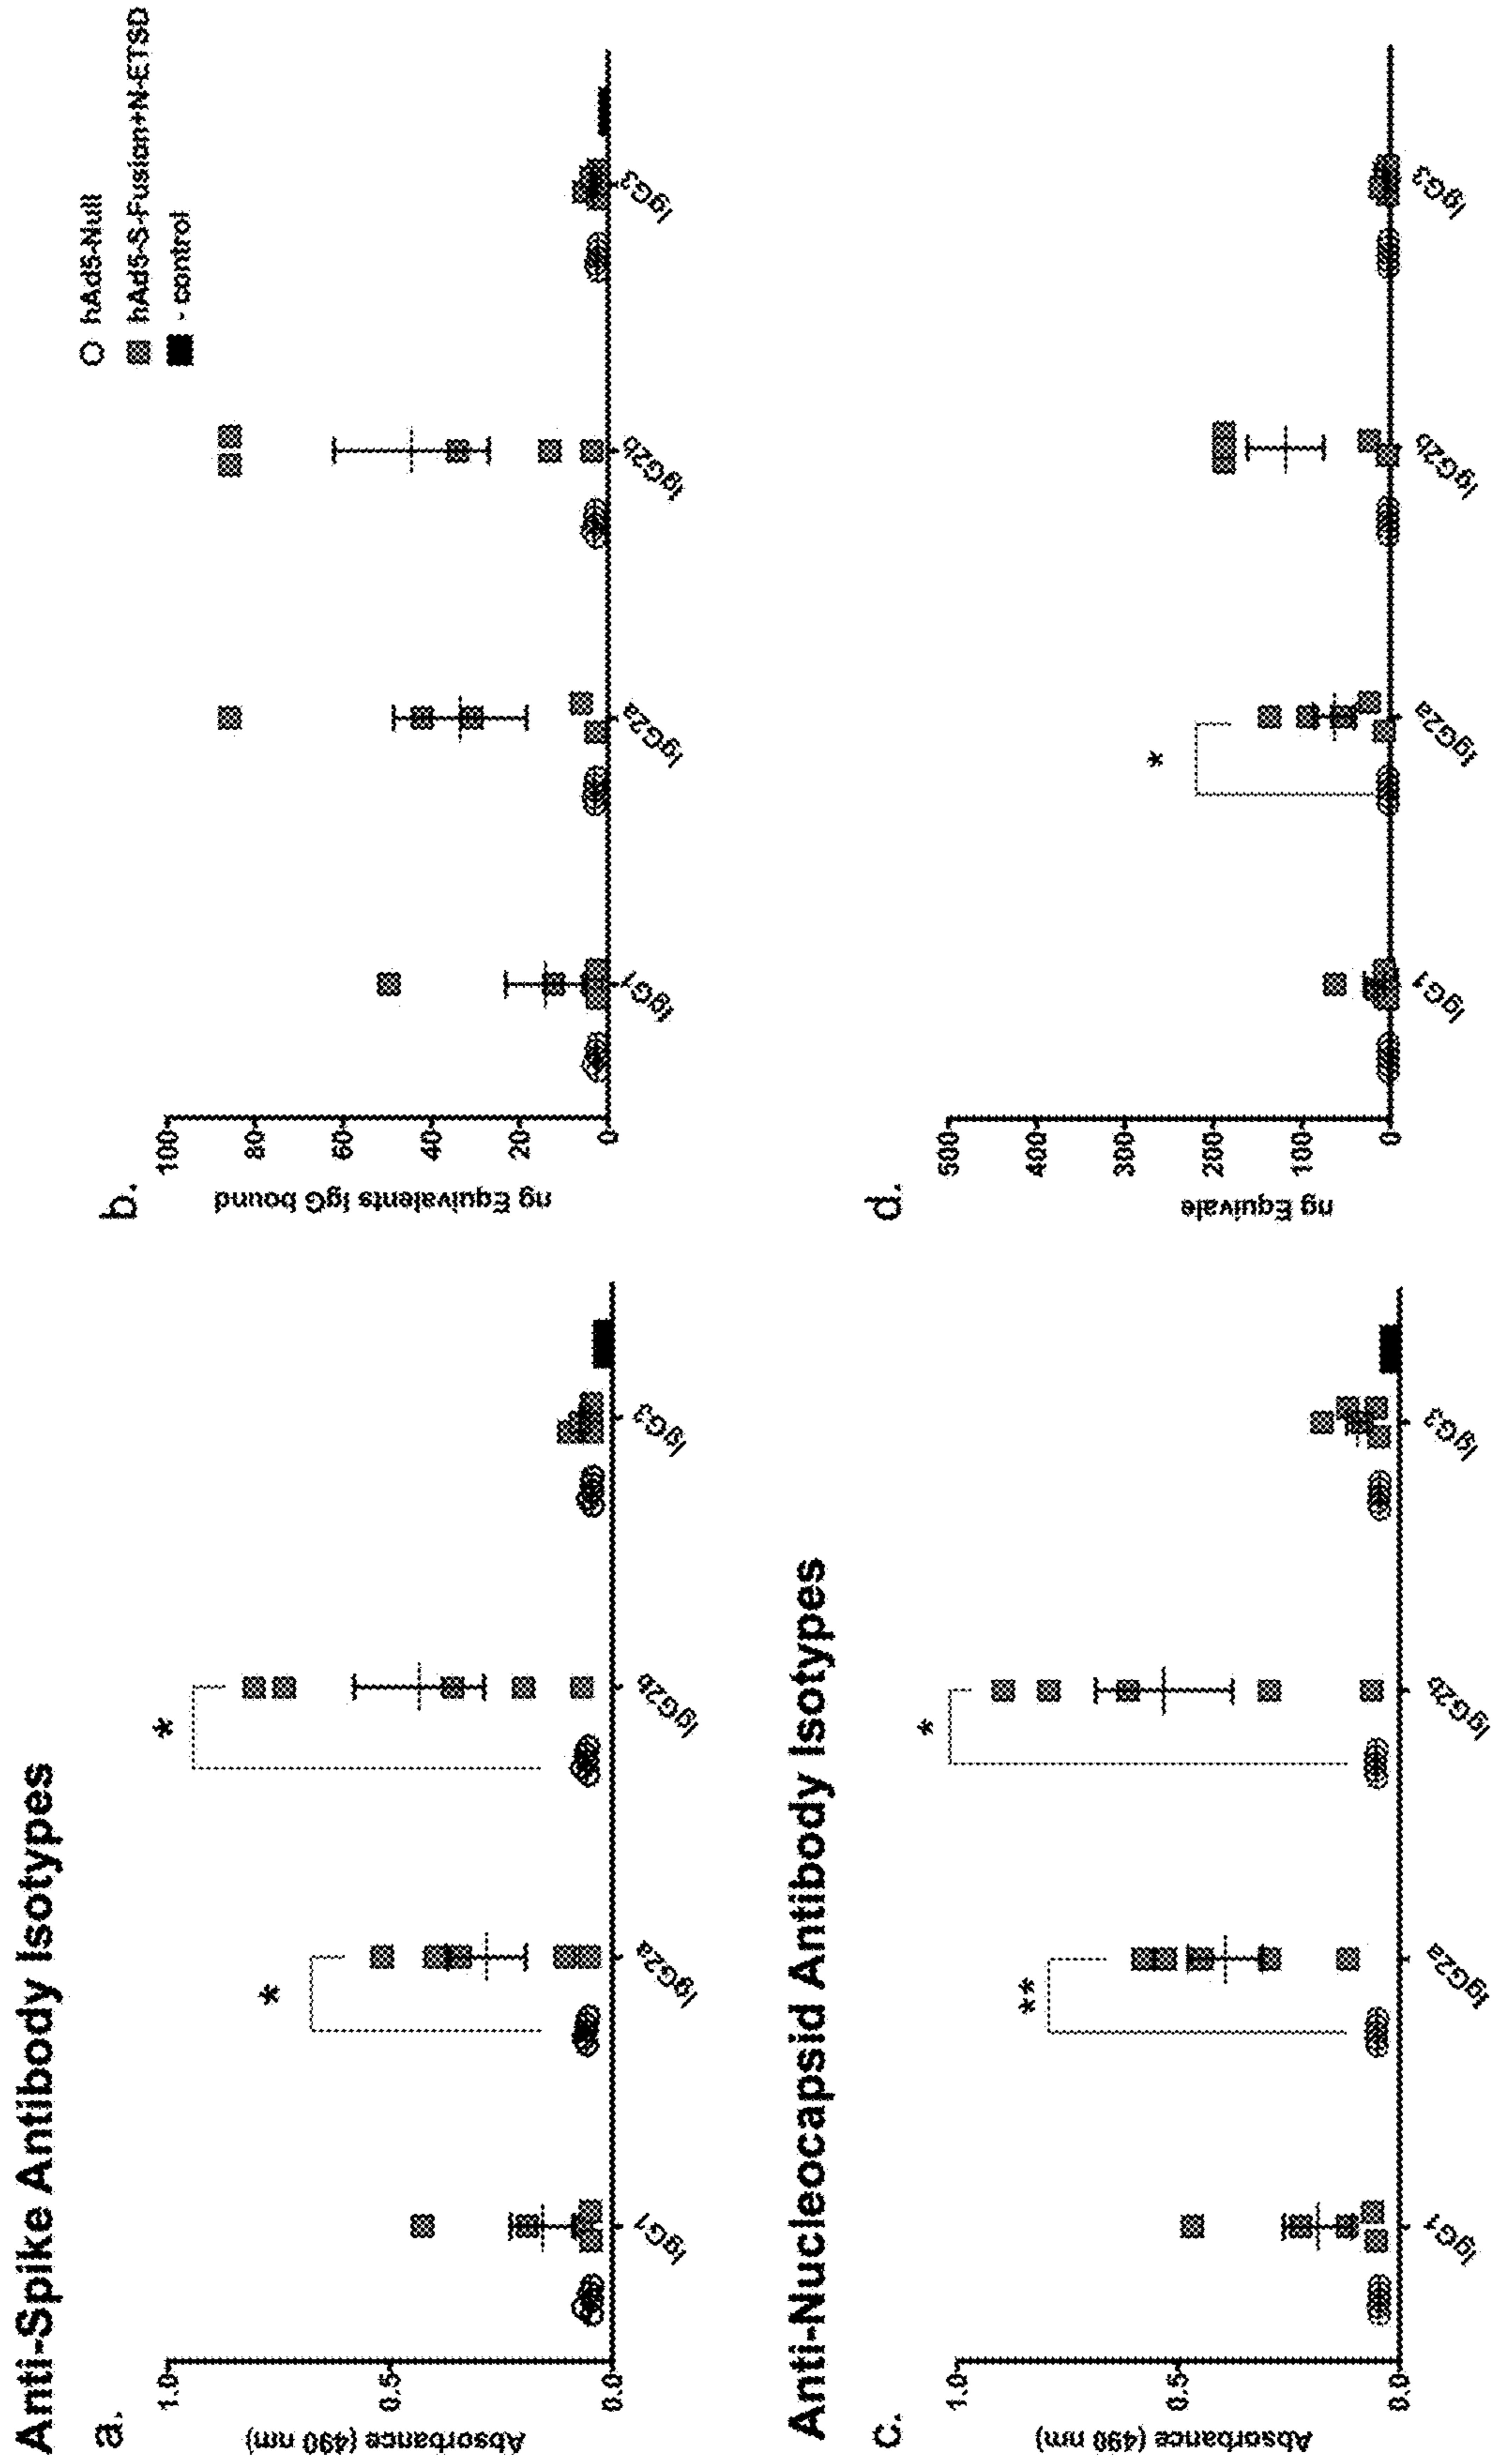 Anti-Spike Antibody Isotypes
a.
Absorbance (490 nm)
1.0
0.5
0.0
IgG1
IgG2a
IgG2b
IgG3
*
*
b.
ng Equivalents IgG bound
100
80
60
40
20
0
IgG1
IgG2a
IgG2b
IgG3
hAd5-Null
hAd5-S-Fusion+N-ETSD
- control
Anti-Nucleocapsid Antibody Isotypes
c.
Absorbance (490 nm)
1.0
0.5
0.0
IgG1
IgG2a
IgG2b
IgG3
**
*
d.
ng Equivale
500
400
300
200
100
0
IgG1
IgG2a
IgG2b
IgG3
*